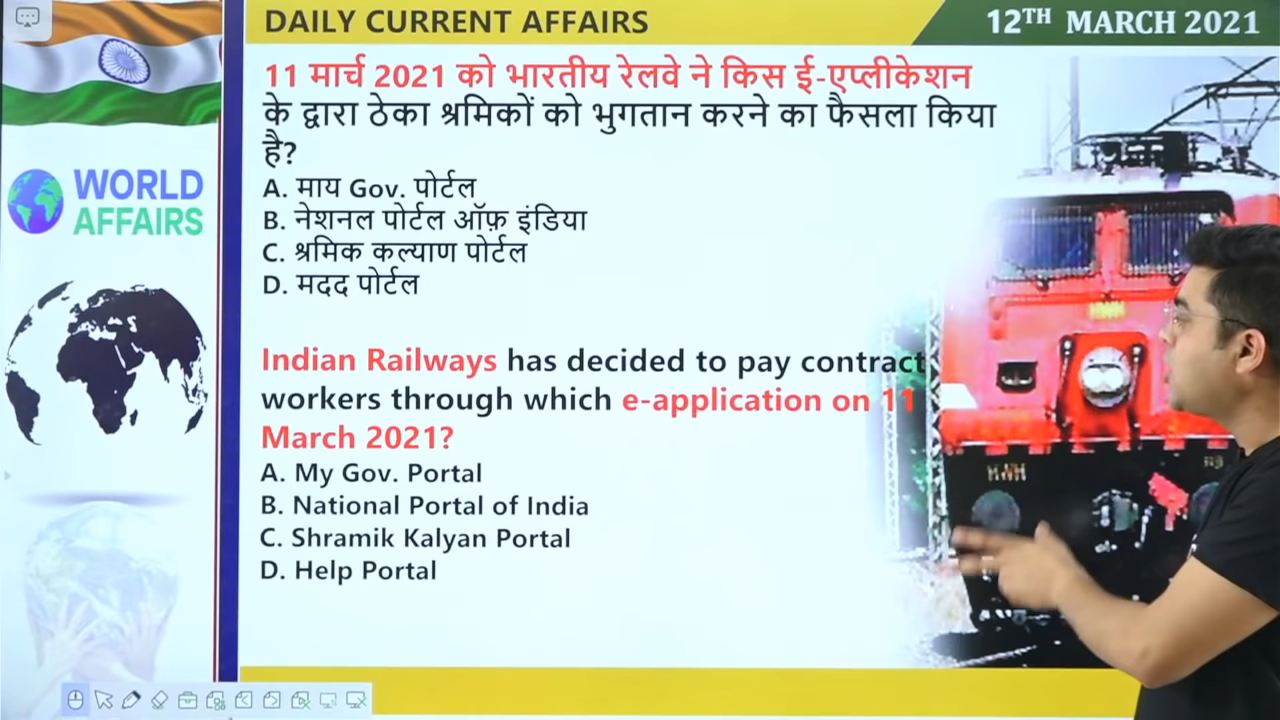 DAILY CURRENT AFFAIRS
12TH MARCH 2021
11 मार्च 2021 को भारतीय रेलवे ने किस ई-एप्लीकेशन
के द्वारा ठेका श्रमिकों को भुगतान करने का फैसला किया
है?
A. माय Gov. पोर्टल
B. नेशनल पोर्टल ऑफ़ इंडिया
C. श्रमिक कल्याण पोर्टल
D. मदद पोर्टल
WORLD
AFFAIRS
Indian Railways has decided to pay contract
workers through which e-application on 11
March 2021?
A. My Gov. Portal
B. National Portal of India
C. Shramik Kalyan Portal
D. Help Portal